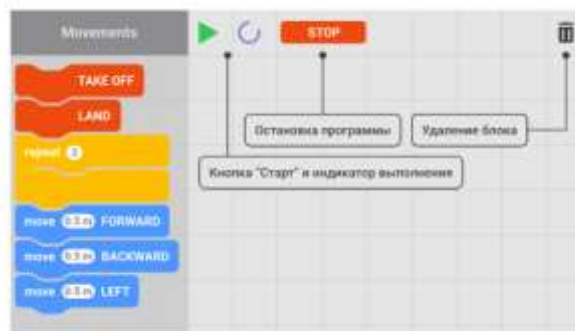 Movements
STOP
TAKE OFF
LAND
Остановка программы
Удаление блока
repeat
Кнопка "Старт" и индикатор выполнения
move 0.5 m FORWARD
move 0.5 m BACKWARD
move 0.5 m LEFT